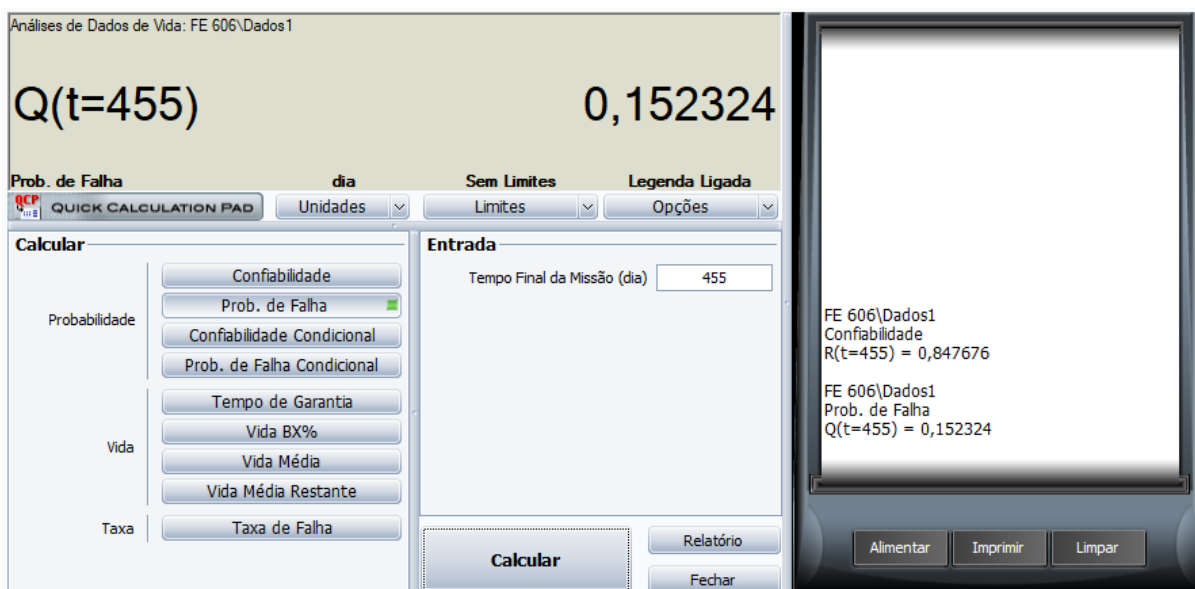 Análises de Dados de Vida: FE 606\Dados1
Q(t=455) 0,152324
Prob. de Falha dia Sem Limites Legenda Ligada
QCP QUICK CALCULATION PAD Unidades Limites Opções
Calcular
Probabilidade
Confiabilidade
Prob. de Falha
Confiabilidade Condicional
Prob. de Falha Condicional
Vida
Tempo de Garantia
Vida BX%
Vida Média
Vida Média Restante
Taxa
Taxa de Falha
Entrada
Tempo Final da Missão (dia) 455
Calcular
Relatório
Fechar
FE 606\Dados1
Confiabilidade
R(t=455) = 0,847676
FE 606\Dados1
Prob. de Falha
Q(t=455) = 0,152324
Alimentar Imprimir Limpar